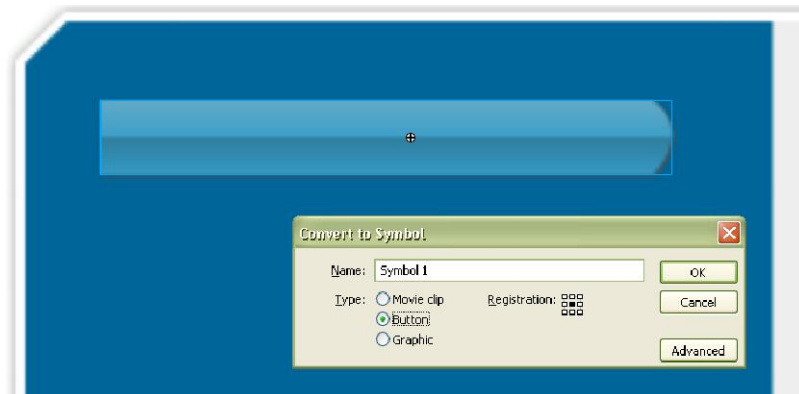 Convert to Symbol
Name: Symbol 1 OK
Type: Movie clip Registration: Cancel
Button
Graphic Advanced